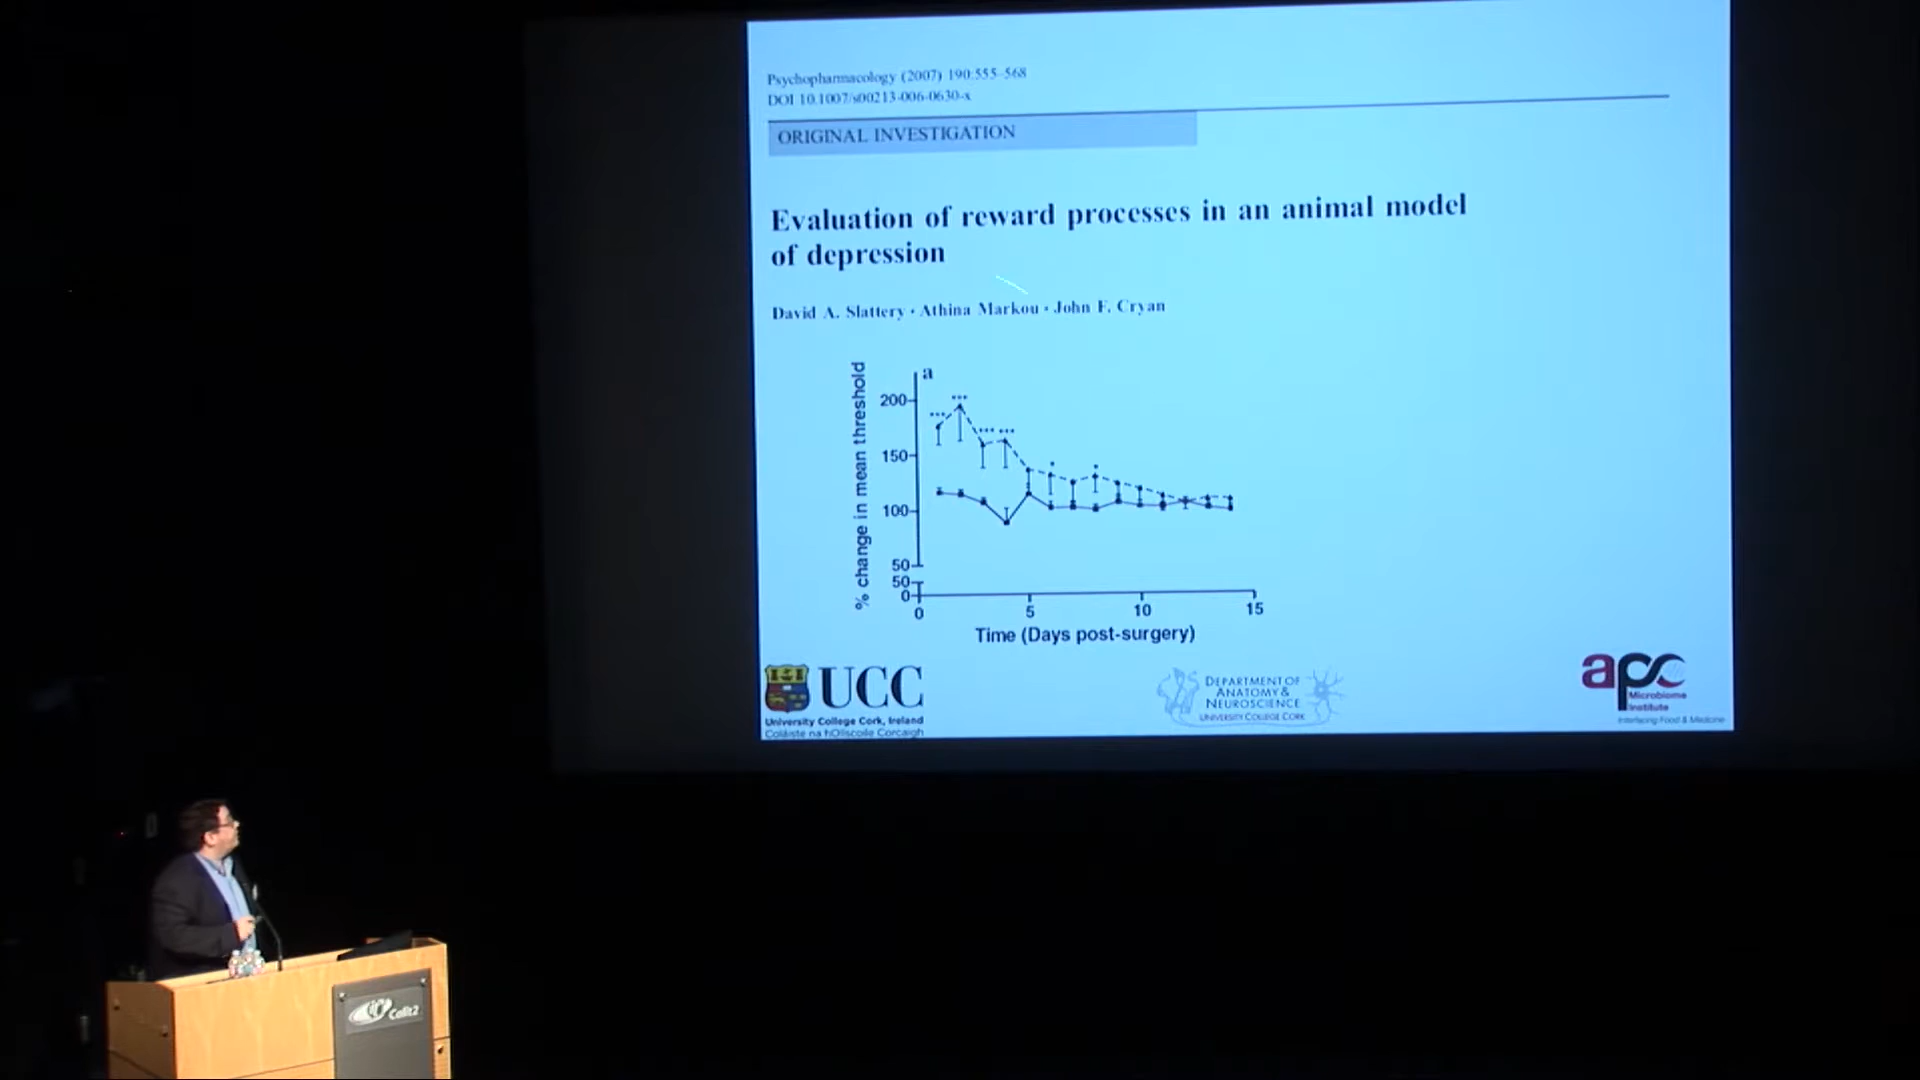 Psychopharmacology (2007) 190:555–568
DOI 10.1007/s00213-006-0630-x
ORIGINAL INVESTIGATION
Evaluation of reward processes in an animal model
of depression
David A. Slattery · Athina Markou · John F. Cryan
a
% change in mean threshold
200
150
100
50
50
0
0 5 10 15
Time (Days post-surgery)
UCC
University College Cork, Ireland
Coláiste na hOllscoile Corcaigh
DEPARTMENT OF
ANATOMY &
NEUROSCIENCE
UNIVERSITY COLLEGE CORK
apc
Microbiome
Institute
Interfacing Food & Medicine
Calit2